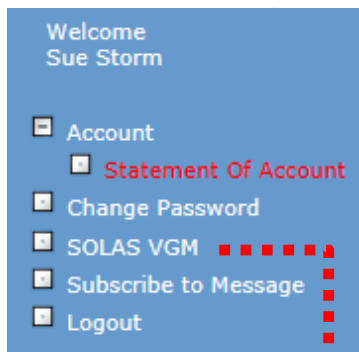 Welcome
Sue Storm
Account
Statement Of Account
Change Password
SOLAS VGM
Subscribe to Message
Logout